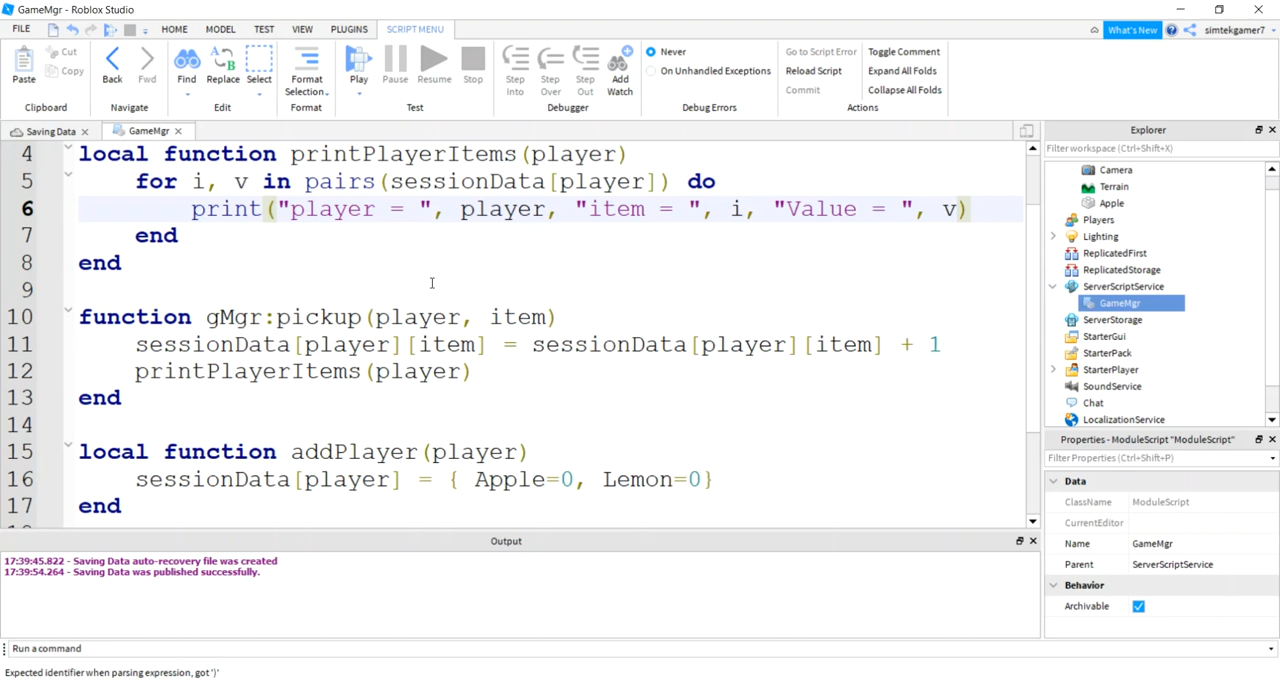 GameMgr - Roblox Studio
FILE HOME MODEL TEST VIEW PLUGINS SCRIPT MENU What's New simtekgamer7
Paste Cut Copy Back Fwd Find Replace Select Format Selection Play Pause Resume Stop Step Into Step Over Step Out Add Watch Never On Unhandled Exceptions Go to Script Error Reload Script Commit Toggle Comment Expand All Folds Collapse All Folds
Clipboard Navigate Edit Format Test Debugger Debug Errors Actions
Saving Data GameMgr
4 local function printPlayerItems(player)
5 for i, v in pairs(sessionData[player]) do
6 print("player = ", player, "item = ", i, "Value = ", v)
7 end
8 end
9
10 function gMgr:pickup(player, item)
11 sessionData[player][item] = sessionData[player][item] + 1
12 printPlayerItems(player)
13 end
14
15 local function addPlayer(player)
16 sessionData[player] = { Apple=0, Lemon=0}
17 end
Explorer
Filter workspace (Ctrl+Shift+X)
Camera
Terrain
Apple
Players
Lighting
ReplicatedFirst
ReplicatedStorage
ServerScriptService
GameMgr
ServerStorage
StarterGui
StarterPack
StarterPlayer
SoundService
Chat
LocalizationService
Properties - ModuleScript "ModuleScript"
Filter Properties (Ctrl+Shift+P)
Data
ClassName ModuleScript
CurrentEditor
Name GameMgr
Parent ServerScriptService
Behavior
Archivable
Output
17:39:45.822 - Saving Data auto-recovery file was created
17:39:54.264 - Saving Data was published successfully.
Run a command
Expected identifier when parsing expression, got ')'